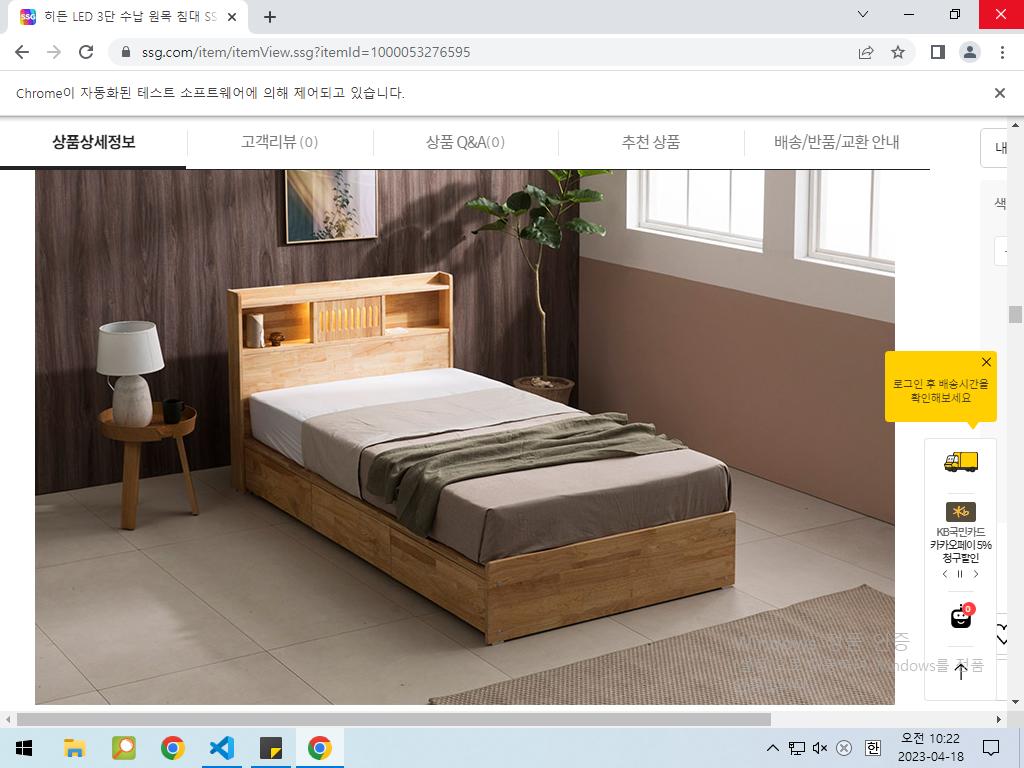 히든 LED 3단 수납 원목 침대 SS
ssg.com/item/itemView.ssg?itemId=1000053276595
Chrome이 자동화된 테스트 소프트웨어에 의해 제어되고 있습니다.
상품상세정보
고객리뷰 (0)
상품 Q&A(0)
추천 상품
배송/반품/교환 안내
내
색
로그인 후 배송시간을
확인해보세요
KB국민카드
카카오페이 5%
청구할인
0
Windows 정품 인증
Windows를 정품
한
오전 10:22
2023-04-18